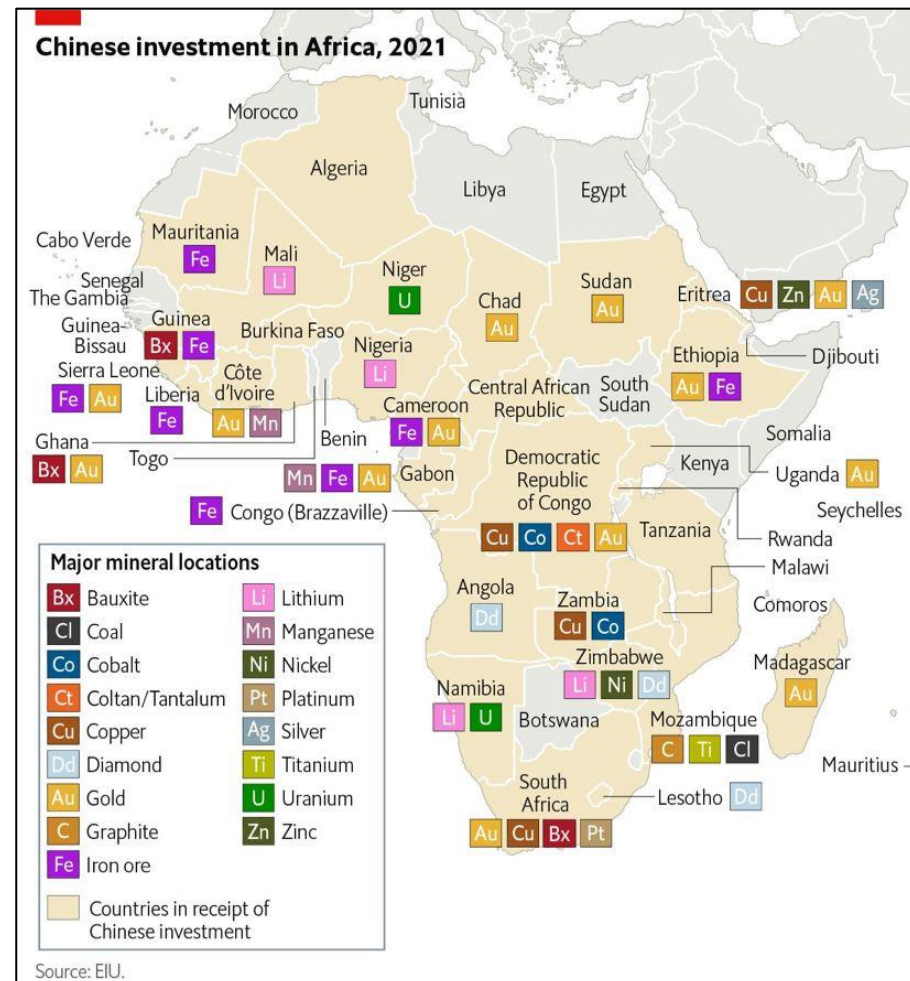 Chinese investment in Africa, 2021
Tunisia
Morocco
Algeria
Libya
Egypt
Cabo Verde
Mauritania
Fe
Mali
Li
Niger
U
Chad
Au
Sudan
Au
Eritrea
Cu Zn Au Ag
Senegal
The Gambia
Guinea-
Bissau
Guinea
Bx Fe
Burkina Faso
Nigeria
Li
Djibouti
Ethiopia
Au Fe
Sierra Leone
Fe Au
Liberia
Fe
Côte
d'Ivoire
Au Mn
Central African
Republic
South
Sudan
Cameroon
Fe Au
Ghana
Bx Au
Togo
Benin
Somalia
Kenya
Gabon
Mn Fe Au
Democratic
Republic
of Congo
Cu Co Ct Au
Uganda
Au
Seychelles
Congo (Brazzaville)
Fe
Tanzania
Rwanda
Malawi
Angola
Dd
Zambia
Cu Co
Comoros
Zimbabwe
Li Ni Dd
Madagascar
Au
Namibia
Li U
Botswana
Mozambique
C Ti Cl
Mauritius
South
Africa
Au Cu Bx Pt
Lesotho
Dd
Major mineral locations
Bx Bauxite
Cl Coal
Co Cobalt
Ct Coltan/Tantalum
Cu Copper
Dd Diamond
Au Gold
C Graphite
Fe Iron ore
Li Lithium
Mn Manganese
Ni Nickel
Pt Platinum
Ag Silver
Ti Titanium
U Uranium
Zn Zinc
Countries in receipt of
Chinese investment
Source: EIU.